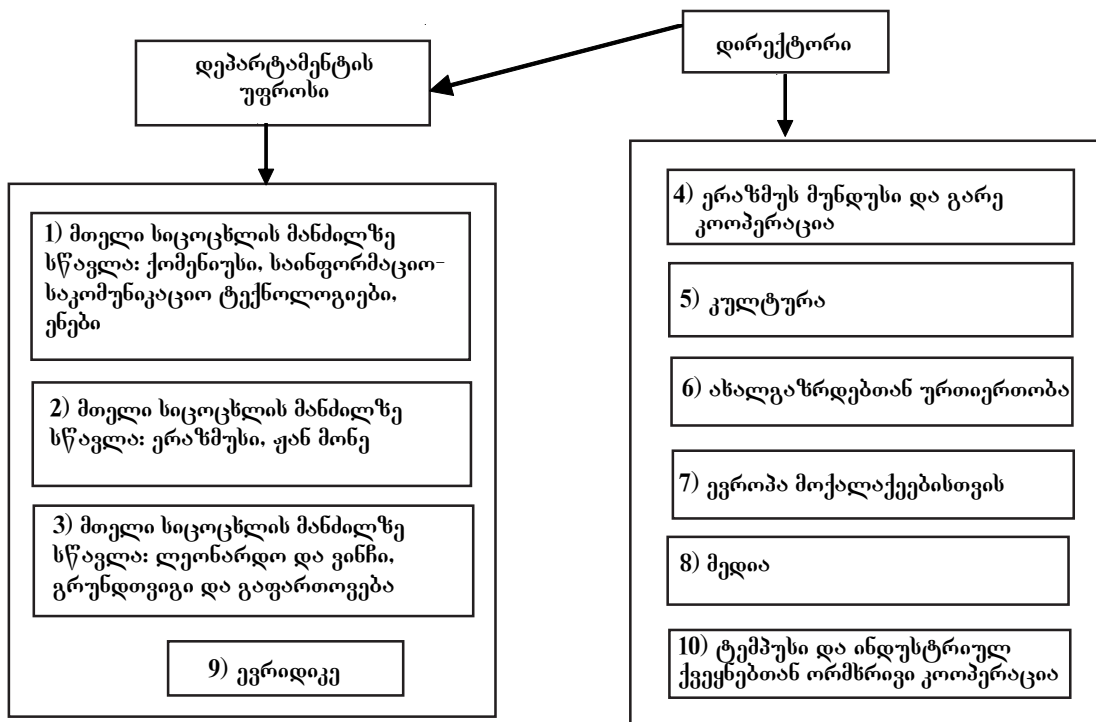 დირექტორი
დეპარტამენტის
უფროსი
1) მთელი სიცოცხლის მანძილზე
სწავლა: ქომენიუსი, საინფორმაციო-
საკომუნიკაციო ტექნოლოგიები,
ენები
2) მთელი სიცოცხლის მანძილზე
სწავლა: ერაზმუსი, ჟან მონე
3) მთელი სიცოცხლის მანძილზე
სწავლა: ლეონარდო და ვინჩი,
გრუნდთვიგი და გაფართოვება
9) ევრიდიკე
4) ერაზმუს მუნდუსი და გარე
კოოპერაცია
5) კულტურა
6) ახალგაზრდებთან ურთიერთობა
7) ევროპა მოქალაქეებისთვის
8) მედია
10) ტემპუსი და ინდუსტრიულ
ქვეყნებთან ორმხრივი კოოპერაცია